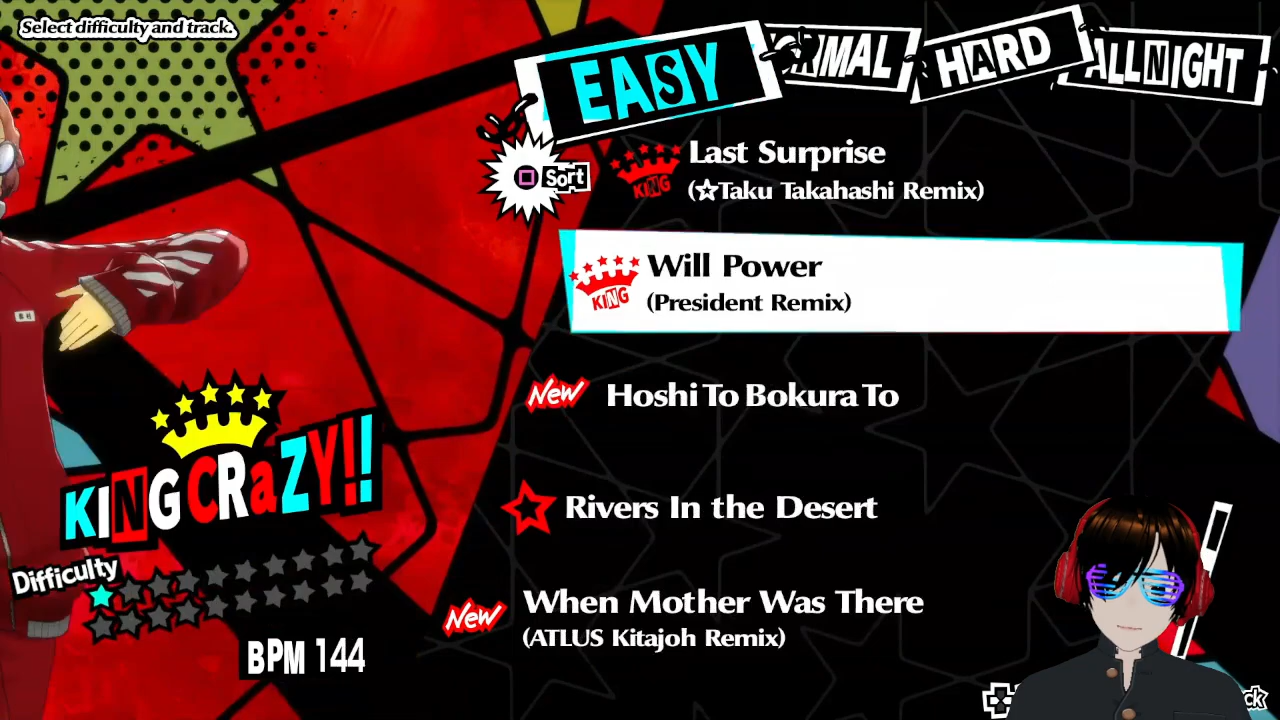 Select difficulty and track.
EASY
HARD
ALL NIGHT
Sort
KING
Last Surprise
(☆Taku Takahashi Remix)
KING
Will Power
(President Remix)
New
Hoshi To Bokura To
Rivers In the Desert
New
When Mother Was There
(ATLUS Kitajoh Remix)
KING CRaZY!!
Difficulty
BPM 144